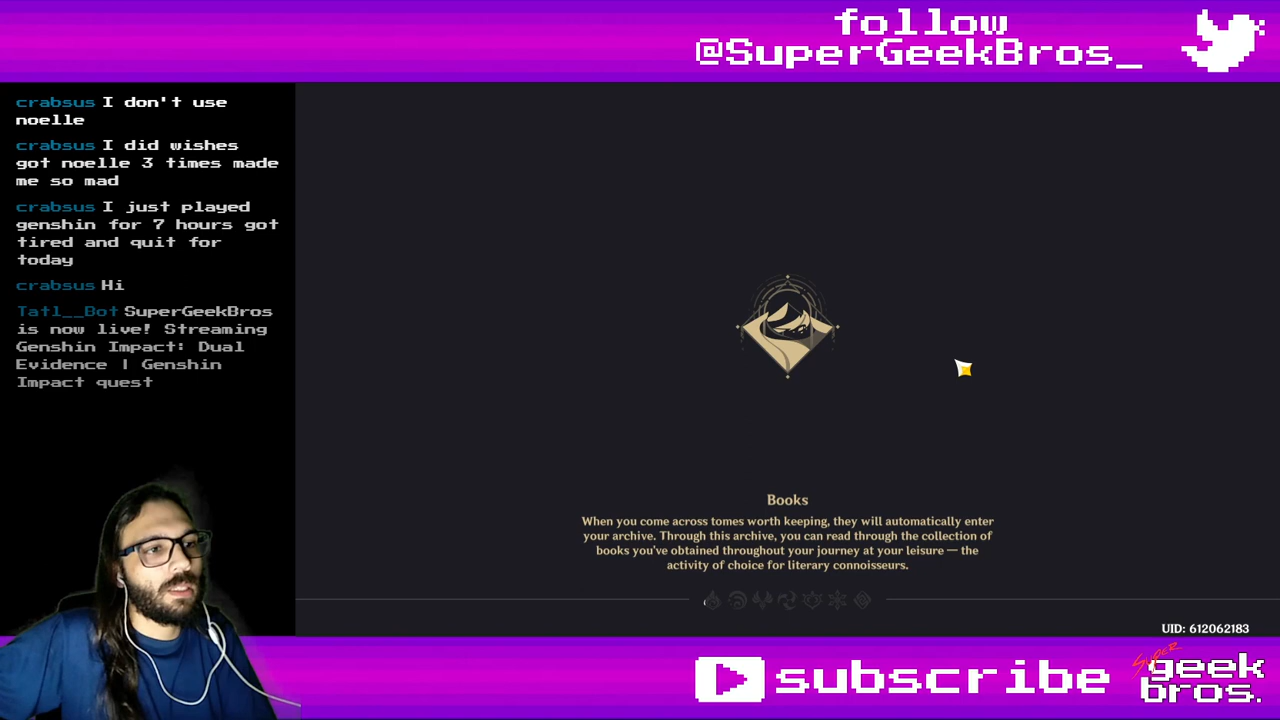 follow
@SuperGeekBros_
crabsus I don't use
noelle
crabsus I did wishes
got noelle 3 times made
me so mad
crabsus I just played
genshin for 7 hours got
tired and quit for
today
crabsus Hi
Tatl__Bot SuperGeekBros
is now live! Streaming
Genshin Impact: Dual
Evidence | Genshin
Impact quest
Books
When you come across tomes worth keeping, they will automatically enter
your archive. Through this archive, you can read through the collection of
books you've obtained throughout your journey at your leisure — the
activity of choice for literary connoisseurs.
UID: 612062183
subscribe
SUPER
geek
bros.